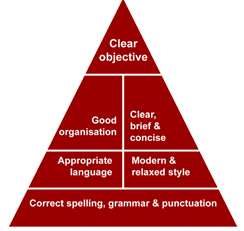 Clear
objective
Good
organisation
Clear,
brief &
concise
Appropriate
language
Modern &
relaxed style
Correct spelling, grammar & punctuation